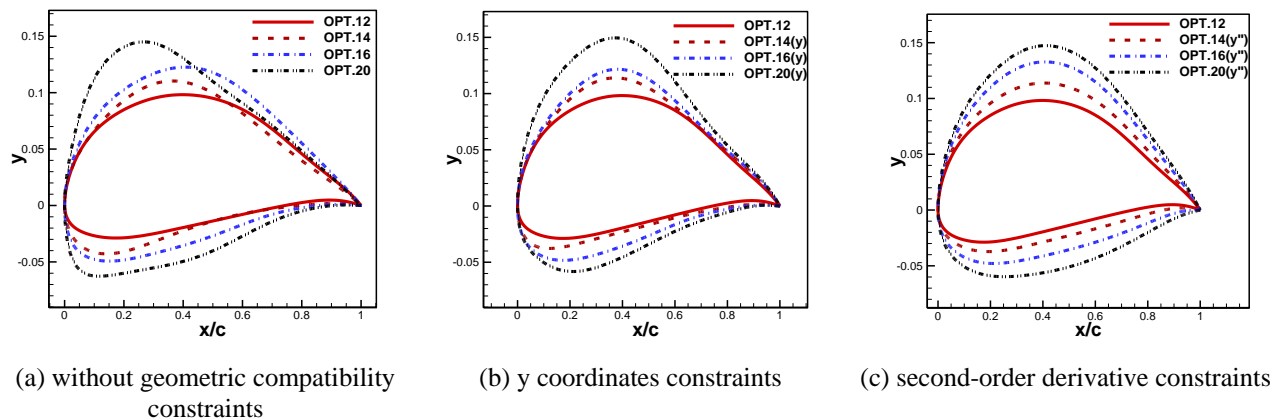 OPT.12
OPT.14
OPT.16
OPT.20
0.15
0.1
0.05
0
-0.05
y
0 0.2 0.4 0.6 0.8 1
x/c
(a) without geometric compatibility
constraints
OPT.12
OPT.14(y)
OPT.16(y)
OPT.20(y)
0.15
0.1
0.05
0
-0.05
y
0 0.2 0.4 0.6 0.8 1
x/c
(b) y coordinates constraints
OPT.12
OPT.14(y")
OPT.16(y")
OPT.20(y")
0.15
0.1
0.05
0
-0.05
y
0 0.2 0.4 0.6 0.8 1
x/c
(c) second-order derivative constraints